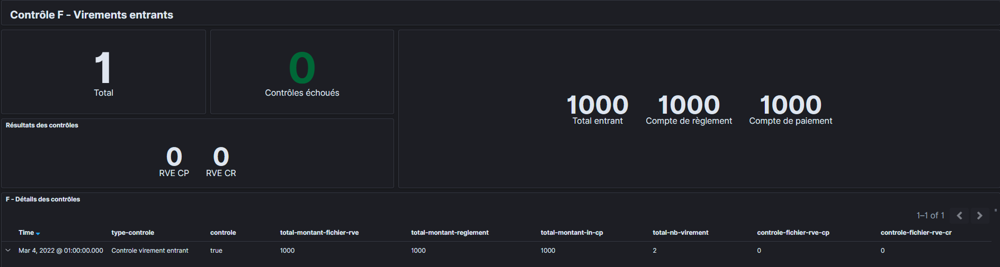 Contrôle F - Virements entrants
1
Total
0
Contrôles échoués
1000 1000 1000
Total entrant Compte de règlement Compte de paiement
Résultats des contrôles
0 0
RVE CP RVE CR
F - Détails des contrôles
1–1 of 1
Time type-controle controle total-montant-fichier-rve total-montant-reglement total-montant-in-cp total-nb-virement controle-fichier-rve-cp controle-fichier-rve-cr
Mar 4, 2022 @ 01:00:00.000 Controle virement entrant true 1000 1000 1000 2 0 0